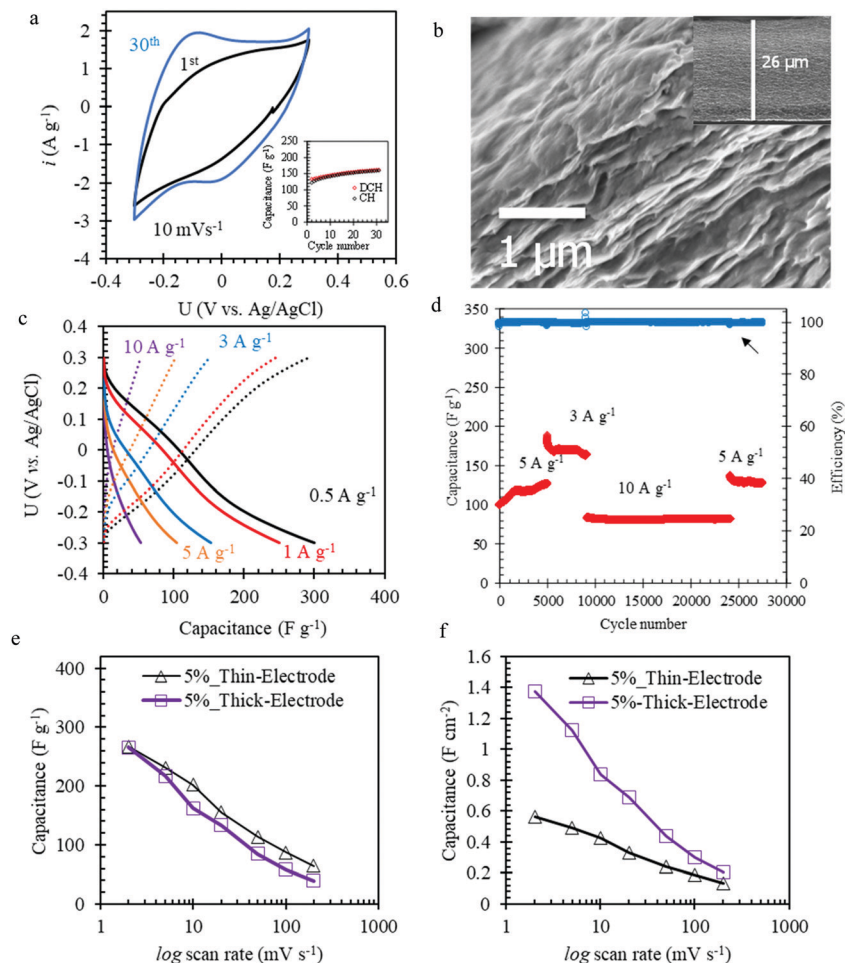 a
30th
1st
i (A g-1)
2
1
0
-1
-2
-3
-4
-0.4
-0.2
0
0.2
0.4
0.6
10 mVs-1
U (V vs. Ag/AgCl)
Capacitance (F g-1)
250
200
150
100
50
0
DCH
CH
0
10
20
30
40
Cycle number
b
26 µm
1 µm
c
U (V vs. Ag/AgCl)
0.4
0.3
0.2
0.1
0
-0.1
-0.2
-0.3
-0.4
10 A g-1
3 A g-1
0.5 A g-1
5 A g-1
1 A g-1
0
100
200
300
400
Capacitance (F g-1)
d
Capacitance (F g-1)
350
300
250
200
150
100
50
0
3 A g-1
5 A g-1
10 A g-1
5 A g-1
100
80
60
40
20
0
Efficiency (%)
0
5000
10000
15000
20000
25000
30000
Cycle number
e
Capacitance (F g-1)
400
300
200
100
0
5%_Thin-Electrode
5%_Thick-Electrode
1
10
100
1000
log scan rate (mV s-1)
f
Capacitance (F cm-2)
1.6
1.4
1.2
1
0.8
0.6
0.4
0.2
0
5%_Thin-Electrode
5%-Thick-Electrode
1
10
100
1000
log scan rate (mV s-1)